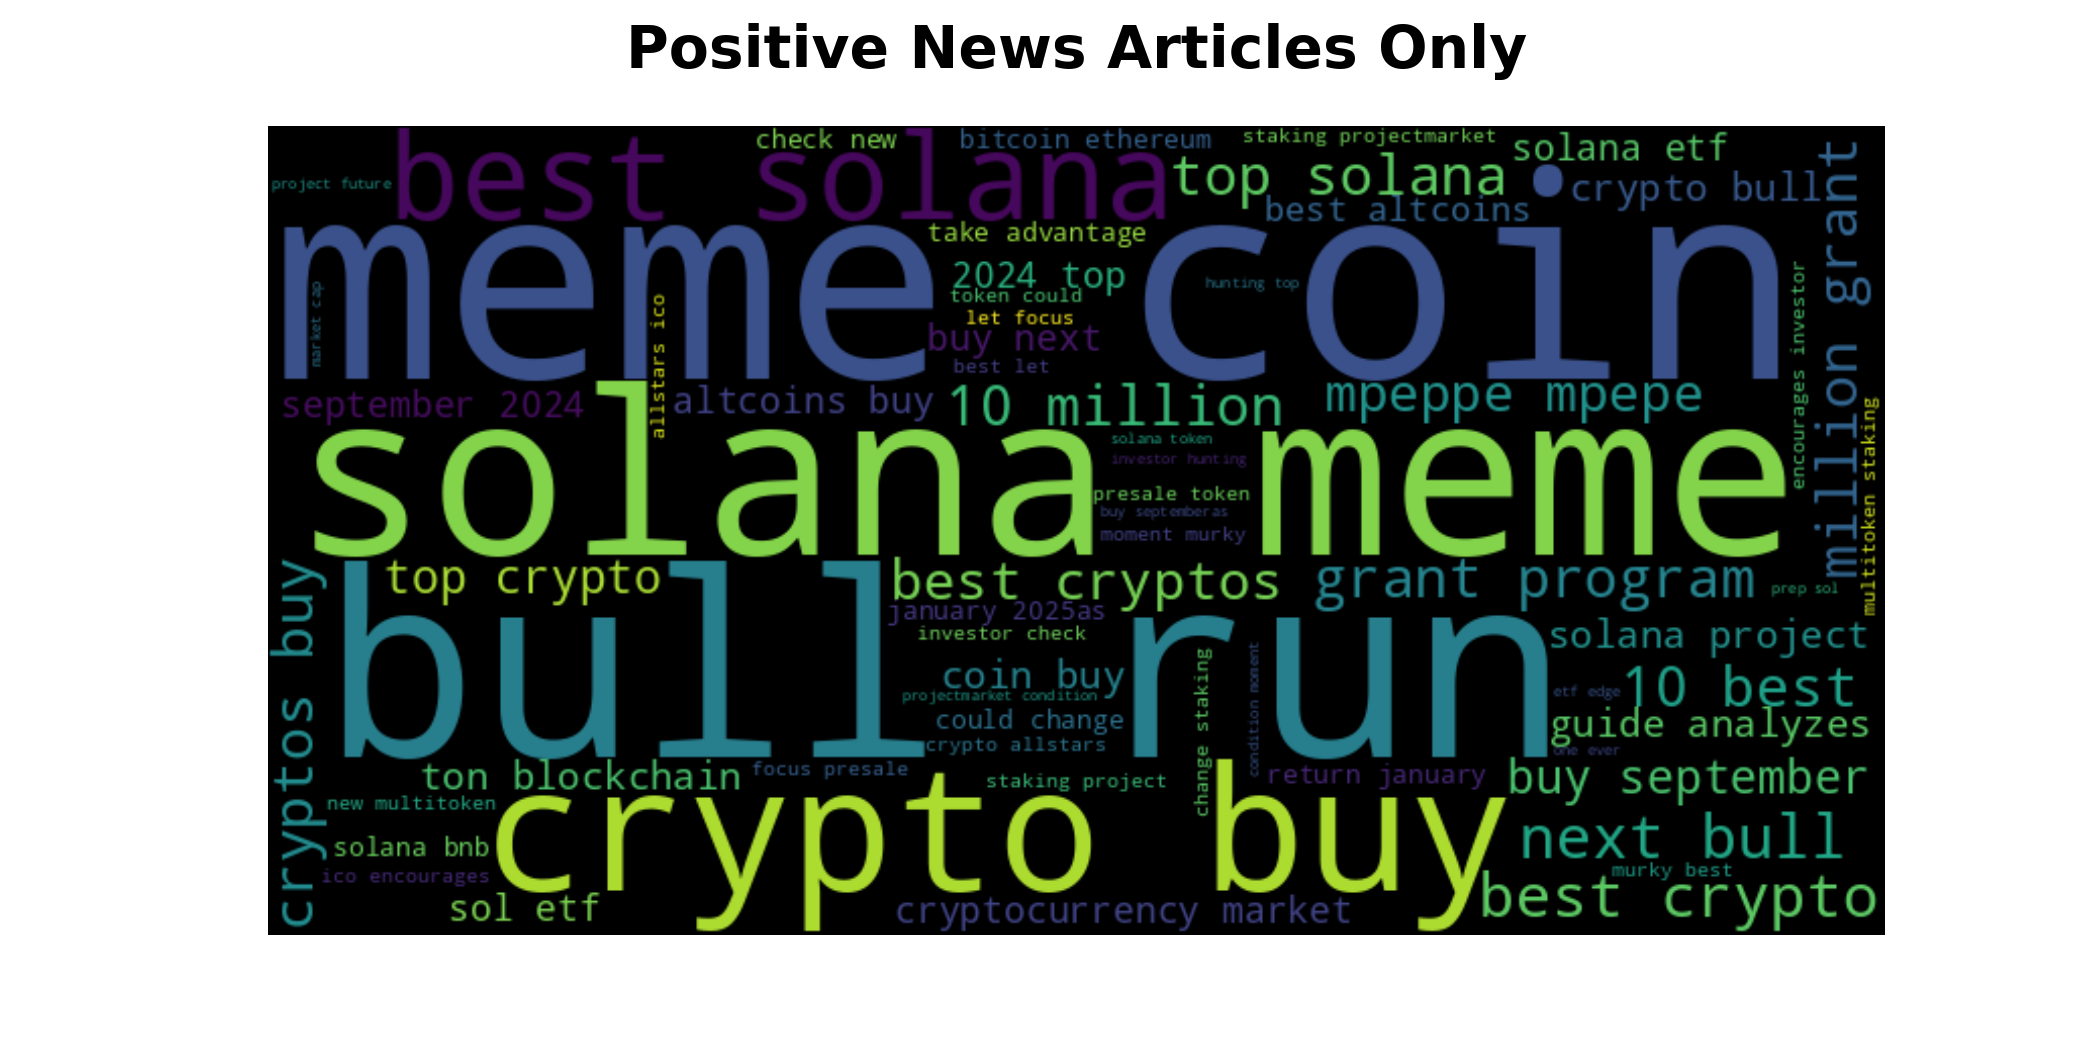 Positive News Articles Only
check new
bitcoin ethereum
staking projectmarket
solana etf
best solana
top solana
project future
crypto bull
best altcoins
million grant
meme coin
take advantage
2024 top
token could
hunting top
let focus
buy next
best let
market cap
allstars ico
encourages investor
september 2024
altcoins buy
10 million
mpeppe mpepe
multitoken staking
solana meme
solana token
investor hunting
presale token
buy septemberas
moment murky
top crypto
best cryptos
grant program
prep sol
cryptos buy
bull run
january 2025as
investor check
solana project
coin buy
projectmarket condition
could change
crypto allstars
change staking
condition moment
etf edge
10 best
guide analyzes
one ever
ton blockchain
focus presale
staking project
return january
buy september
new multitoken
crypto buy
solana bnb
next bull
ico encourages
murky best
sol etf
cryptocurrency market
best crypto